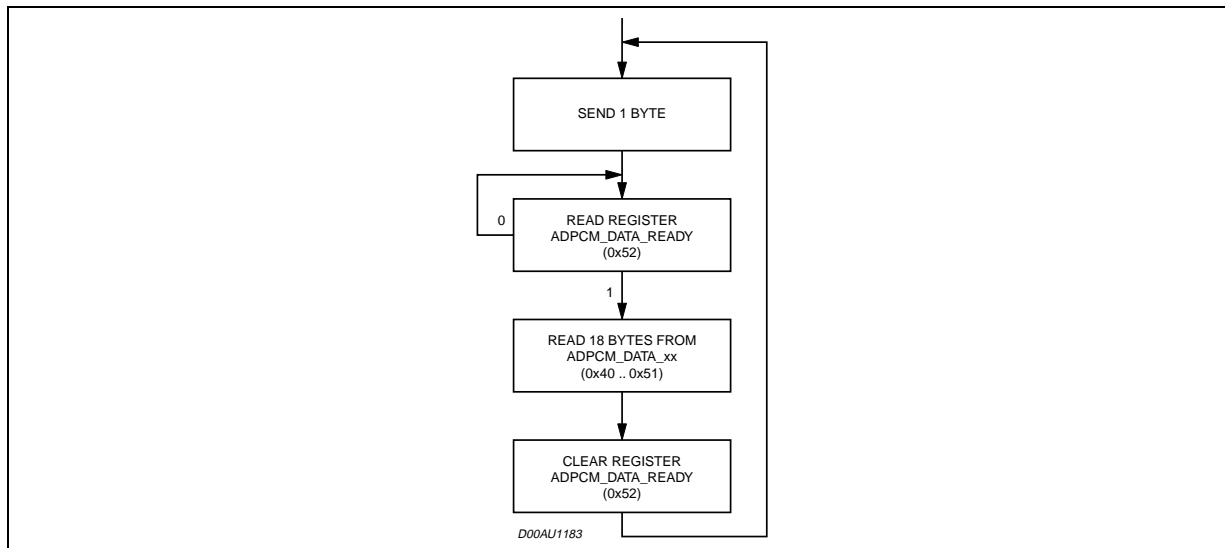 SEND 1 BYTE
0
READ REGISTER
ADPCM_DATA_READY
(0x52)
1
READ 18 BYTES FROM
ADPCM_DATA_xx
(0x40 .. 0x51)
CLEAR REGISTER
ADPCM_DATA_READY
(0x52)
D00AU1183